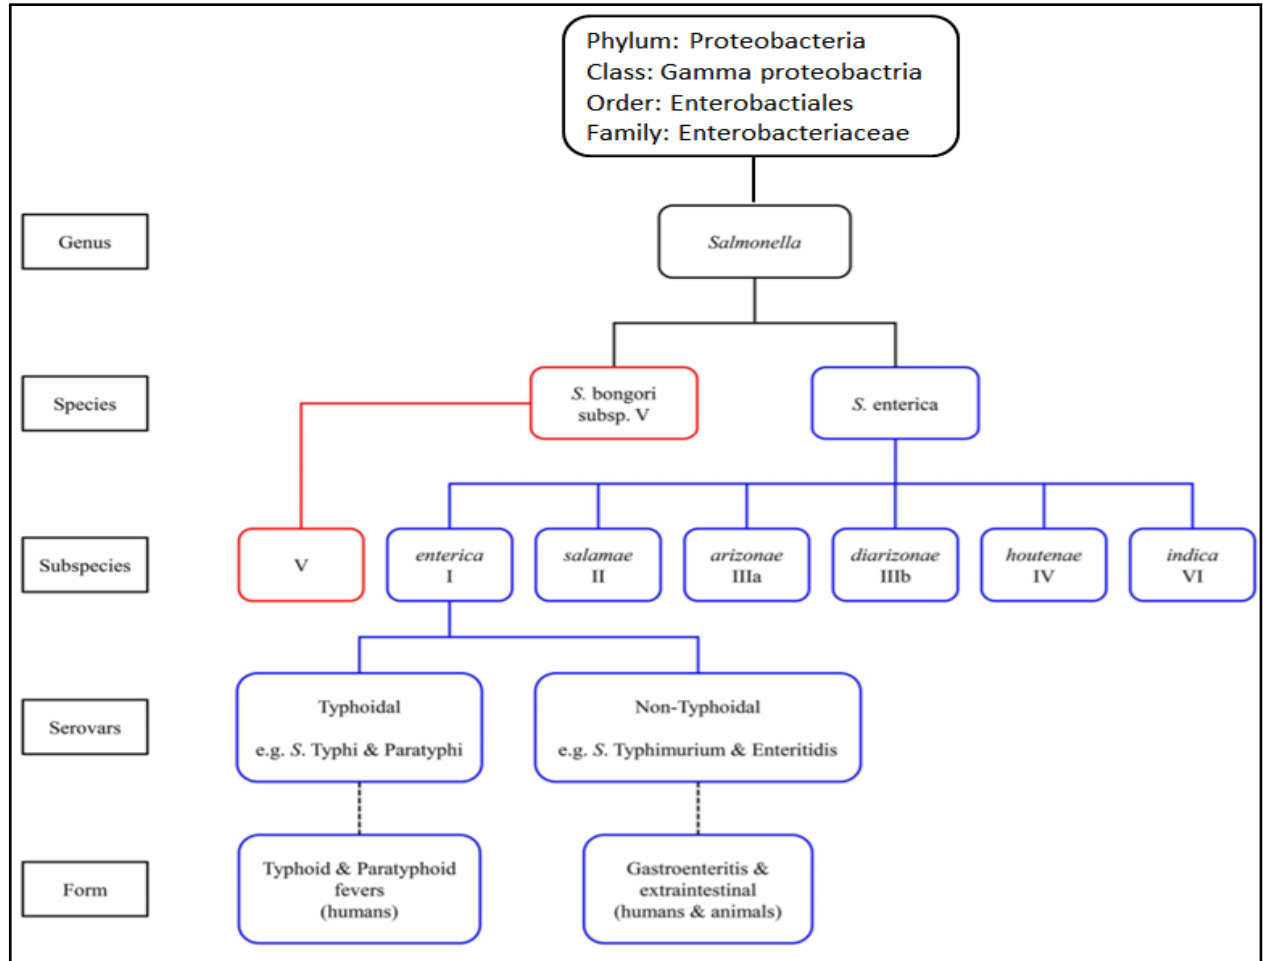 Phylum: Proteobacteria
Class: Gamma proteobactria
Order: Enterobactiales
Family: Enterobacteriaceae
Genus
Salmonella
Species
S. bongori
subsp. V
S. enterica
Subspecies
V
enterica
I
salamae
II
arizonae
IIIa
diarizonae
IIIb
houtenae
IV
indica
VI
Serovars
Typhoidal
e.g. S. Typhi & Paratyphi
Non-Typhoidal
e.g. S. Typhimurium & Enteritidis
Form
Typhoid & Paratyphoid
fevers
(humans)
Gastroenteritis &
extraintestinal
(humans & animals)